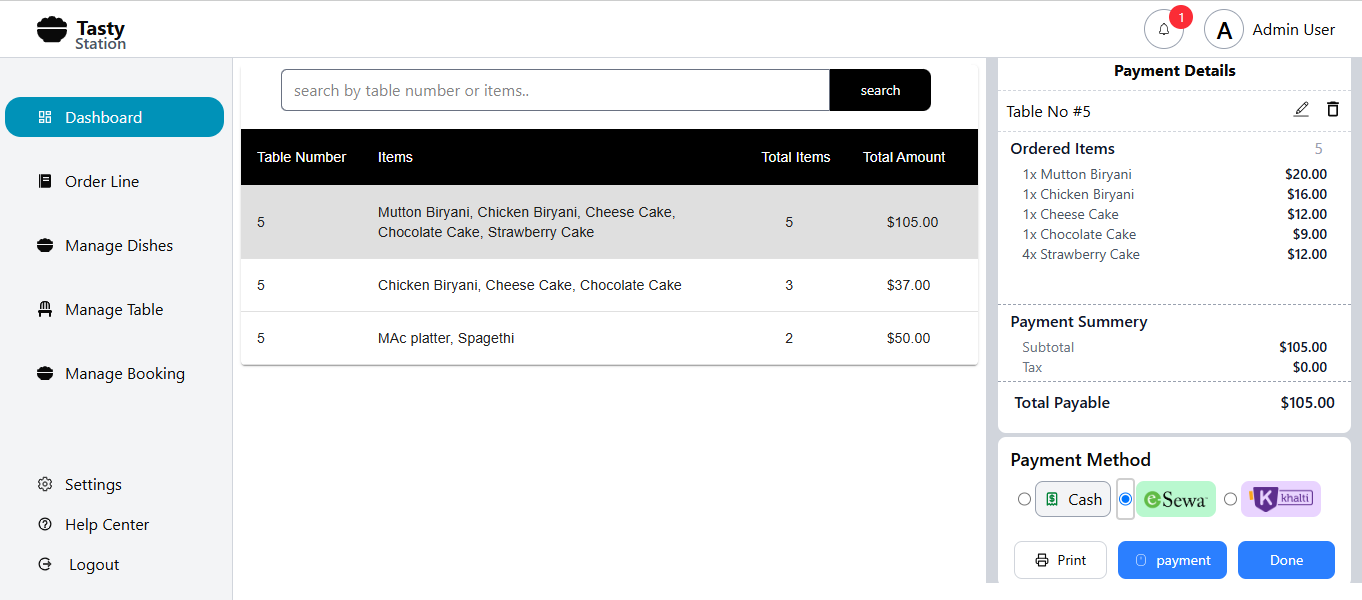 Tasty
Station
1
A
Admin User
Dashboard
Order Line
Manage Dishes
Manage Table
Manage Booking
Settings
Help Center
Logout
search by table number or items..
search
Table Number Items Total Items Total Amount
5 Mutton Biryani, Chicken Biryani, Cheese Cake, 5 $105.00
Chocolate Cake, Strawberry Cake
5 Chicken Biryani, Cheese Cake, Chocolate Cake 3 $37.00
5 MAc platter, Spagethi 2 $50.00
Payment Details
Table No #5
Ordered Items 5
1x Mutton Biryani $20.00
1x Chicken Biryani $16.00
1x Cheese Cake $12.00
1x Chocolate Cake $9.00
4x Strawberry Cake $12.00
Payment Summery
Subtotal $105.00
Tax $0.00
Total Payable $105.00
Payment Method
Cash eSewa K khalti
Print payment Done